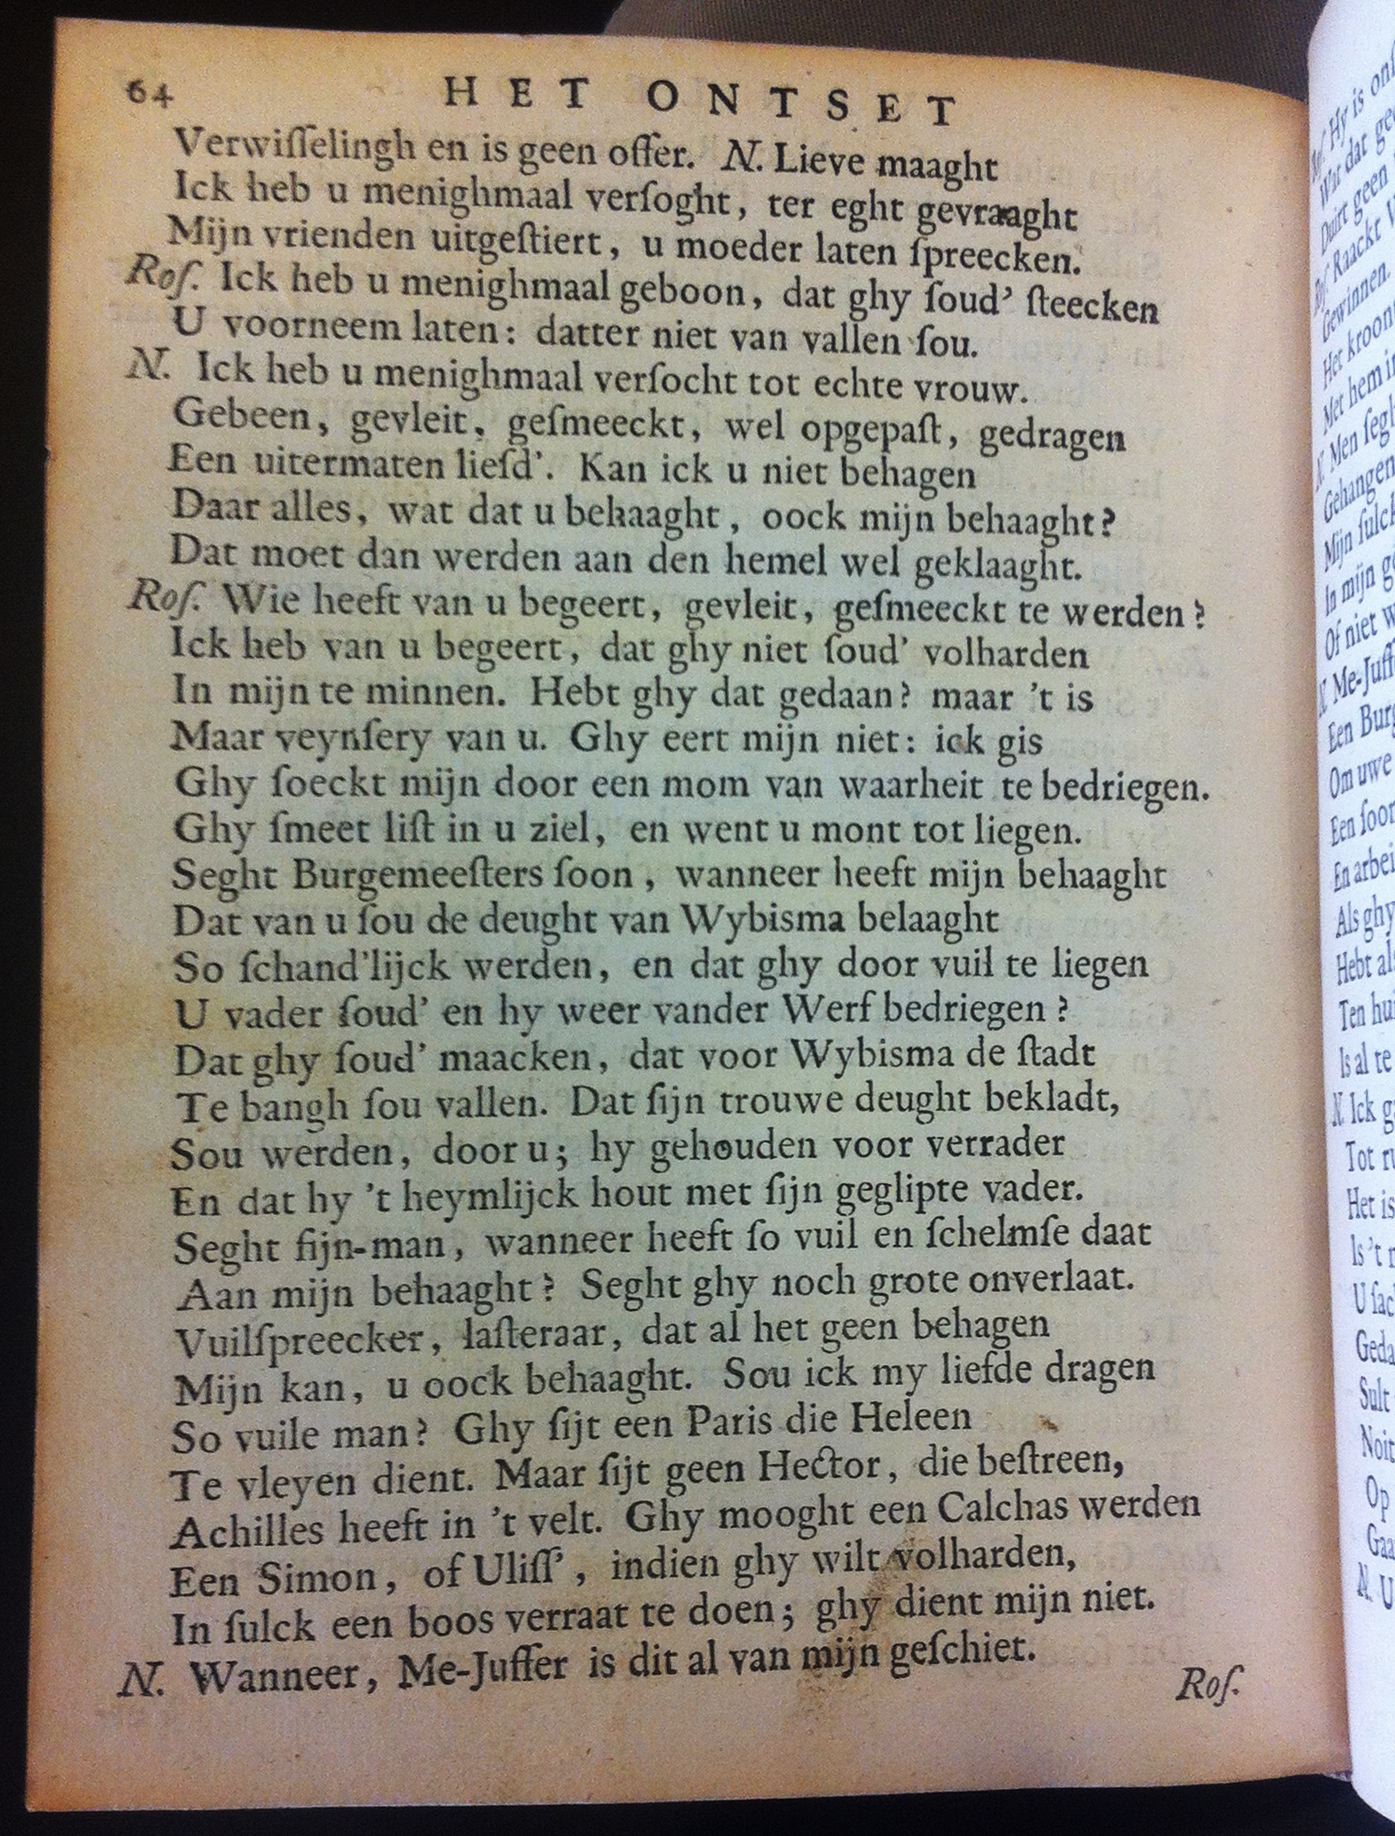 64 HET ONTSET
Verwiſſelingh en is geen offer. N. Lieve maaght
Ick heb u menighmaal verſoght, ter eght gevraaght
Mijn vrienden uitgeſtiert, u moeder laten ſpreecken.
Roſ. Ick heb u menighmaal geboon, dat ghy ſoud' ſteecken
U voorneem laten: datter niet van vallen ſou.
N. Ick heb u menighmaal verſocht tot echte vrouw.
Gebeen, gevleit, geſmeeckt, wel opgepaſt, gedragen
Een uitermaten liefd'. Kan ick u niet behagen
Daar alles, wat dat u behaaght, oock mijn behaaght?
Dat moet dan werden aan den hemel wel geklaaght.
Roſ. Wie heeft van u begeert, gevleit, geſmeeckt te werden?
Ick heb van u begeert, dat ghy niet ſoud' volharden
In mijn te minnen. Hebt ghy dat gedaan? maar 't is
Maar veynſery van u. Ghy eert mijn niet: ick gis
Ghy ſoeckt mijn door een mom van waarheit te bedriegen.
Ghy ſmeet liſt in u ziel, en went u mont tot liegen.
Seght Burgemeeſters ſoon, wanneer heeft mijn behaaght
Dat van u ſou de deught van Wybisma belaaght
So ſchand'lijck werden, en dat ghy door vuil te liegen
U vader ſoud' en hy weer vander Werf bedriegen?
Dat ghy ſoud' maacken, dat voor Wybisma de ſtadt
Te bangh ſou vallen. Dat ſijn trouwe deught bekladt,
Sou werden, door u; hy gehouden voor verrader
En dat hy 't heymlijck hout met ſijn geglipte vader.
Seght fijn-man, wanneer heeft ſo vuil en ſchelmſe daat
Aan mijn behaaght? Seght ghy noch grote onverlaat.
Vuilſpreecker, laſteraar, dat al het geen behagen
Mijn kan, u oock behaaght. Sou ick my liefde dragen
So vuile man? Ghy ſijt een Paris die Heleen
Te vleyen dient. Maar ſijt geen Hector, die beſtreen,
Achilles heeft in 't velt. Ghy mooght een Calchas werden
Een Simon, of Uliſſ', indien ghy wilt volharden,
In ſulck een boos verraat te doen; ghy dient mijn niet.
N. Wanneer, Me-Juffer is dit al van mijn geſchiet.
Roſ.